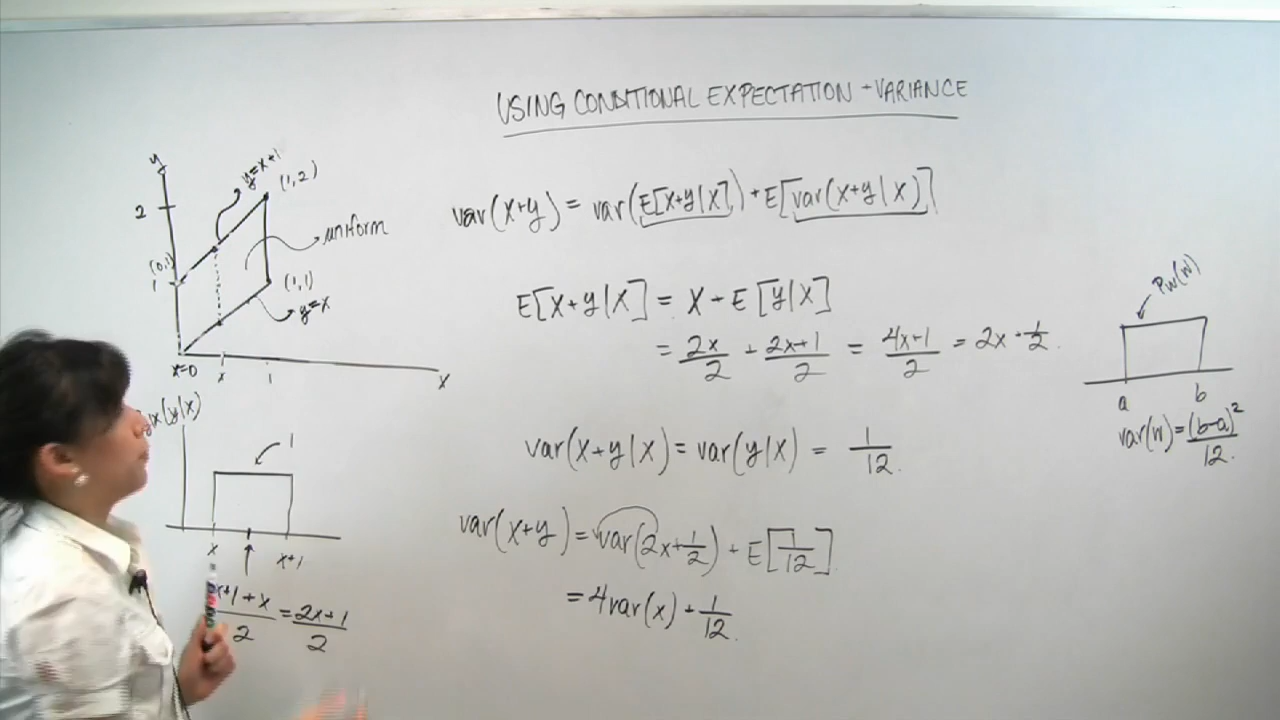 USING CONDITIONAL EXPECTATION + VARIANCE
y
y=x+1
(1,2)
2
uniform
(0,1)
1
(1,1)
y=x
x=0
x
1
x
var(x+y) = var(E[x+y|x]) + E[var(x+y|x)]
E[x+y|x] = x + E[y|x]
= 2x/2 + 2x+1/2 = 4x+1/2 = 2x + 1/2.
var(x+y|x) = var(y|x) = 1/12.
var(x+y) = var(2x+1/2) + E[1/12]
= 4var(x) + 1/12.
x(y|x)
1
x
x+1
x+1+x/2 = 2x+1/2
Pw(w)
a
b
var(w) = (b-a)²/12.